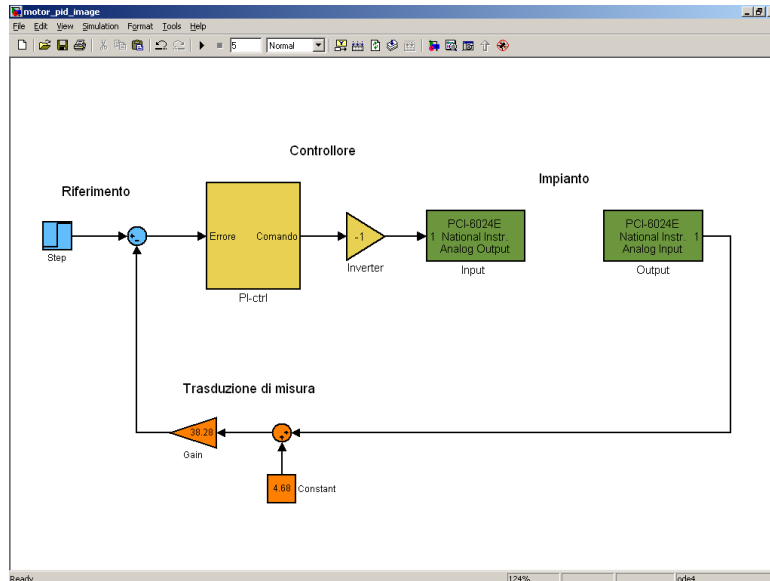 motor_pid_image
File Edit View Simulation Format Tools Help
5 Normal
Controllore
Impianto
Riferimento
Step
Errore Comando
PI-ctrl
-1
Inverter
PCI-6024E
National Instr.
Analog Output
1
Input
PCI-6024E
National Instr.
Analog Input
1
Output
Trasduzione di misura
38.28
Gain
4.68
Constant
Ready 124% ode4